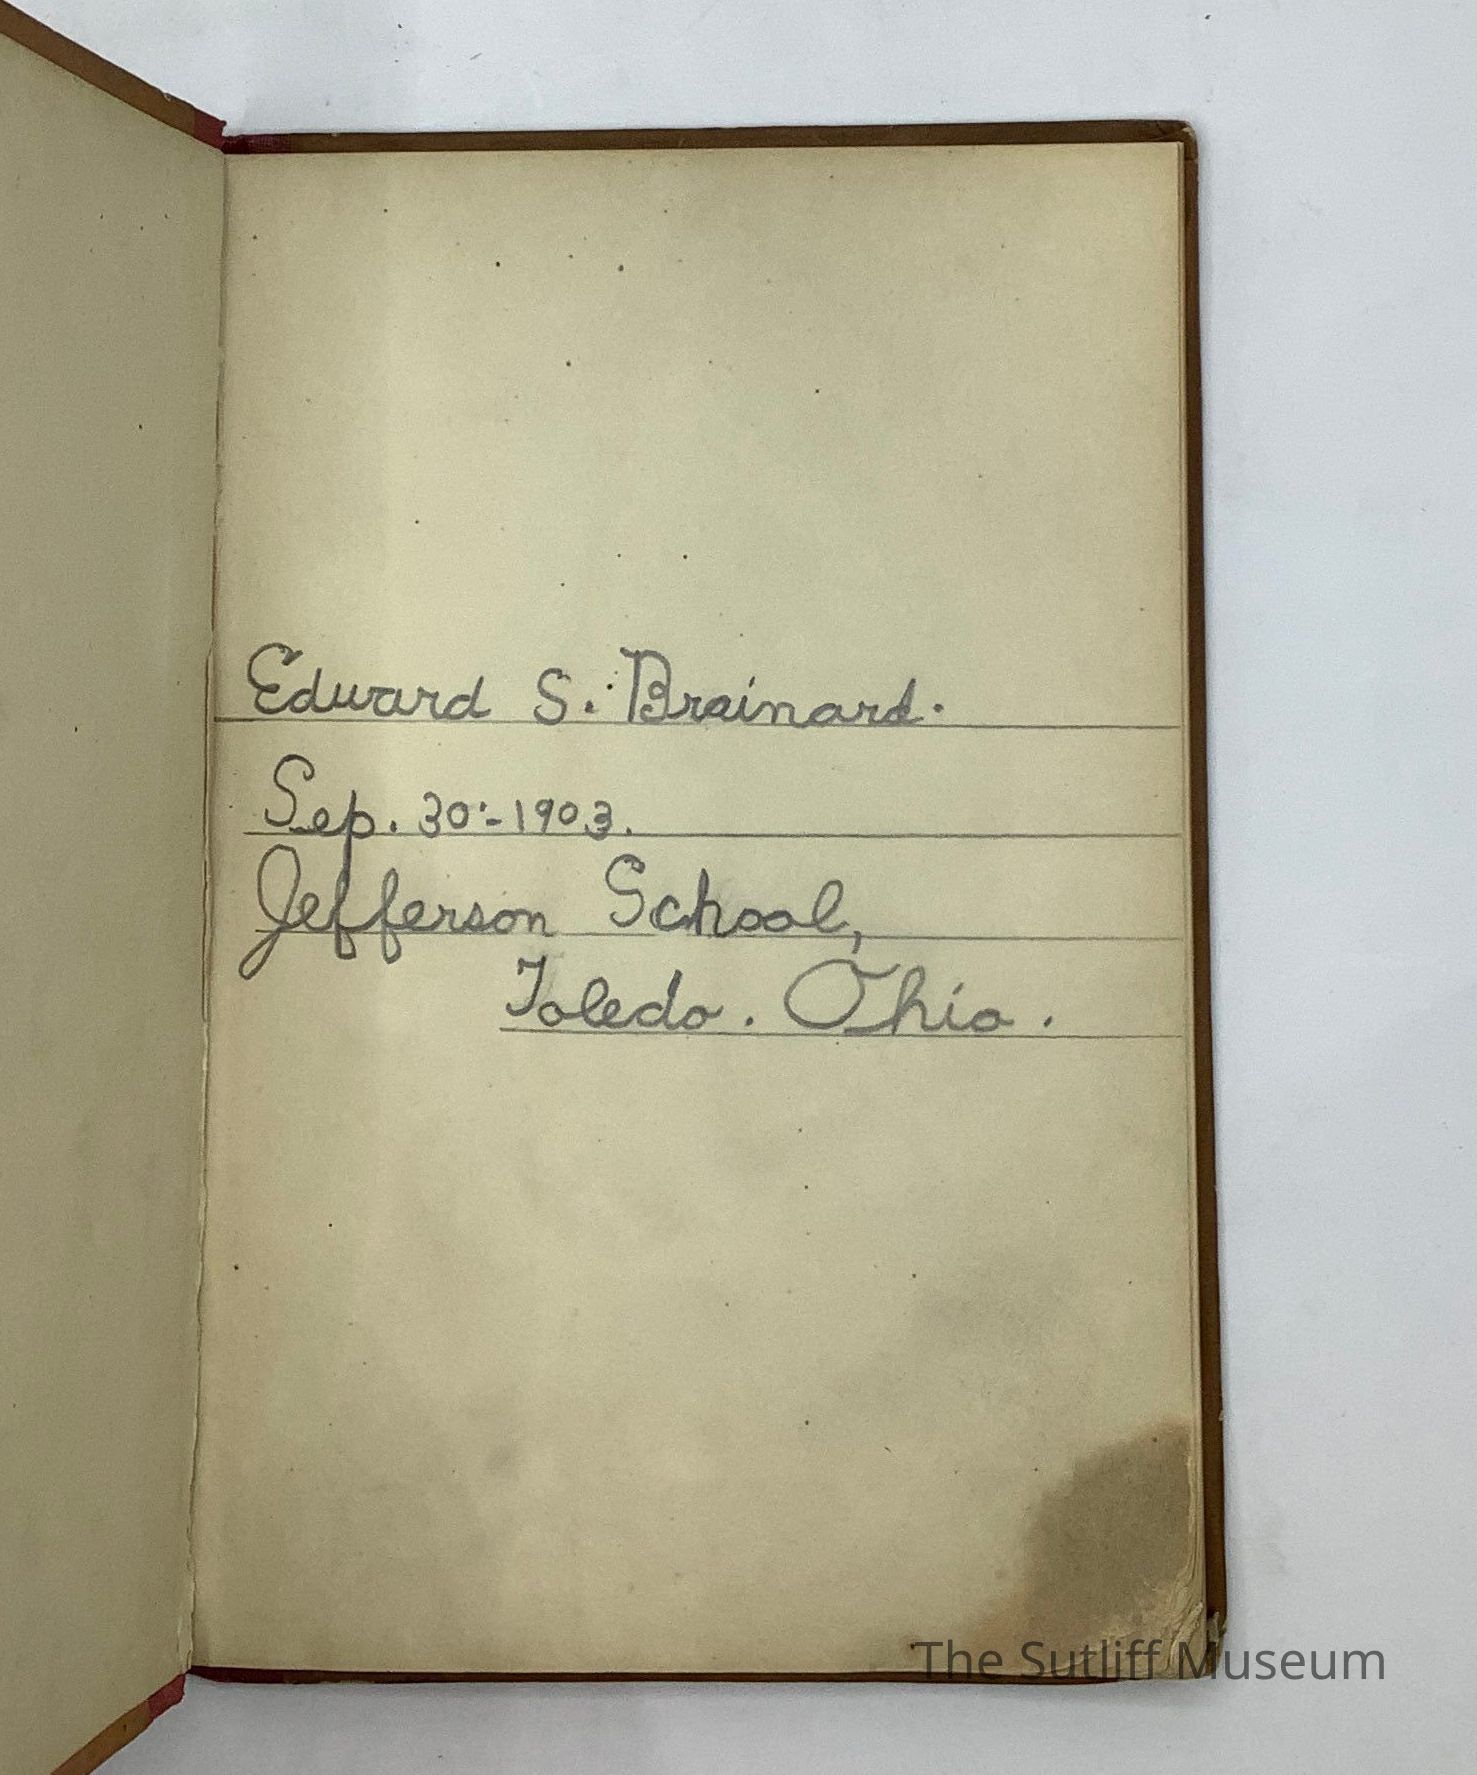 Edward S. Brainard.
Sep. 30:-1903.
Jefferson School,
Toledo. Ohio.
The Sutliff Museum